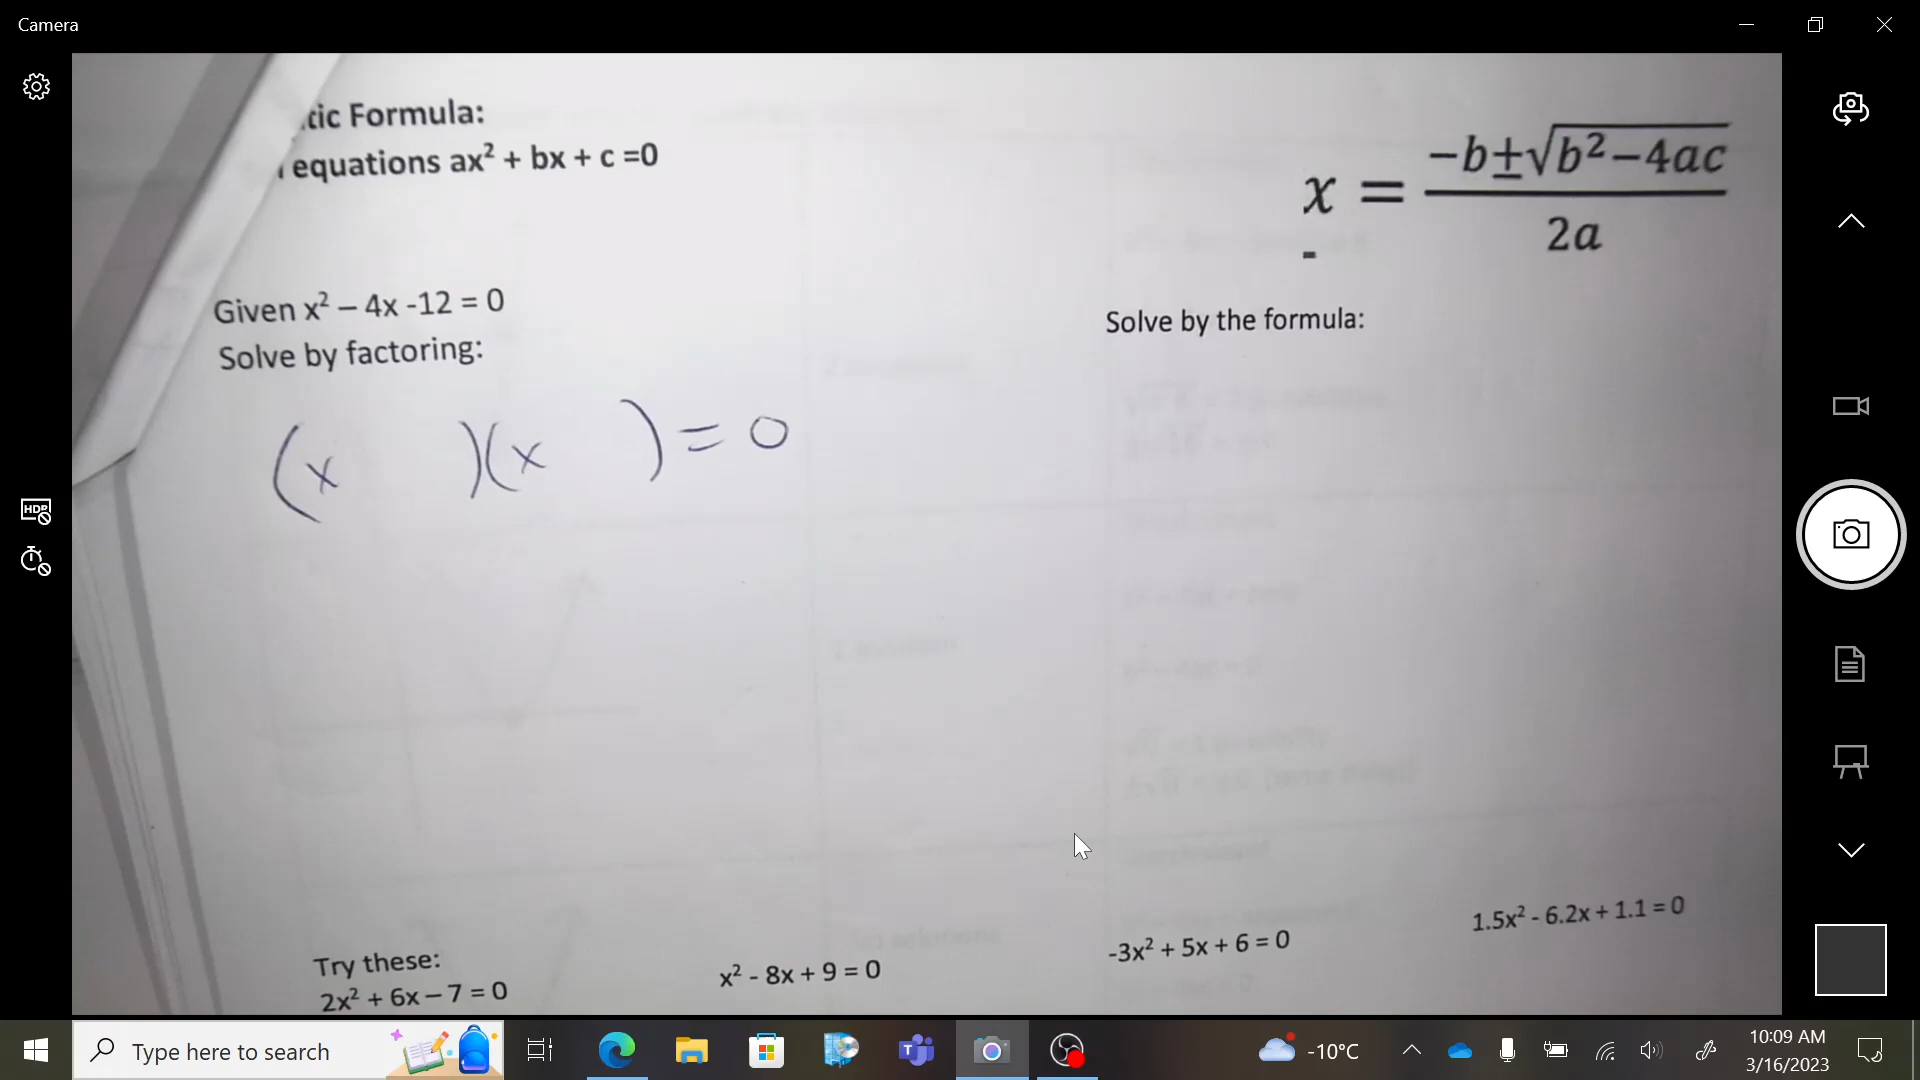 Camera
tic Formula:
equations ax² + bx + c =0
x = −b±√b²−4ac / 2a
-
Given x² – 4x -12 = 0
Solve by factoring:
Solve by the formula:
(x )(x ) = 0
1.5x² - 6.2x + 1.1 = 0
-3x² + 5x + 6 = 0
Try these:
x² - 8x + 9 = 0
2x² + 6x – 7 = 0
HDR
Type here to search
-10°C
10:09 AM
3/16/2023